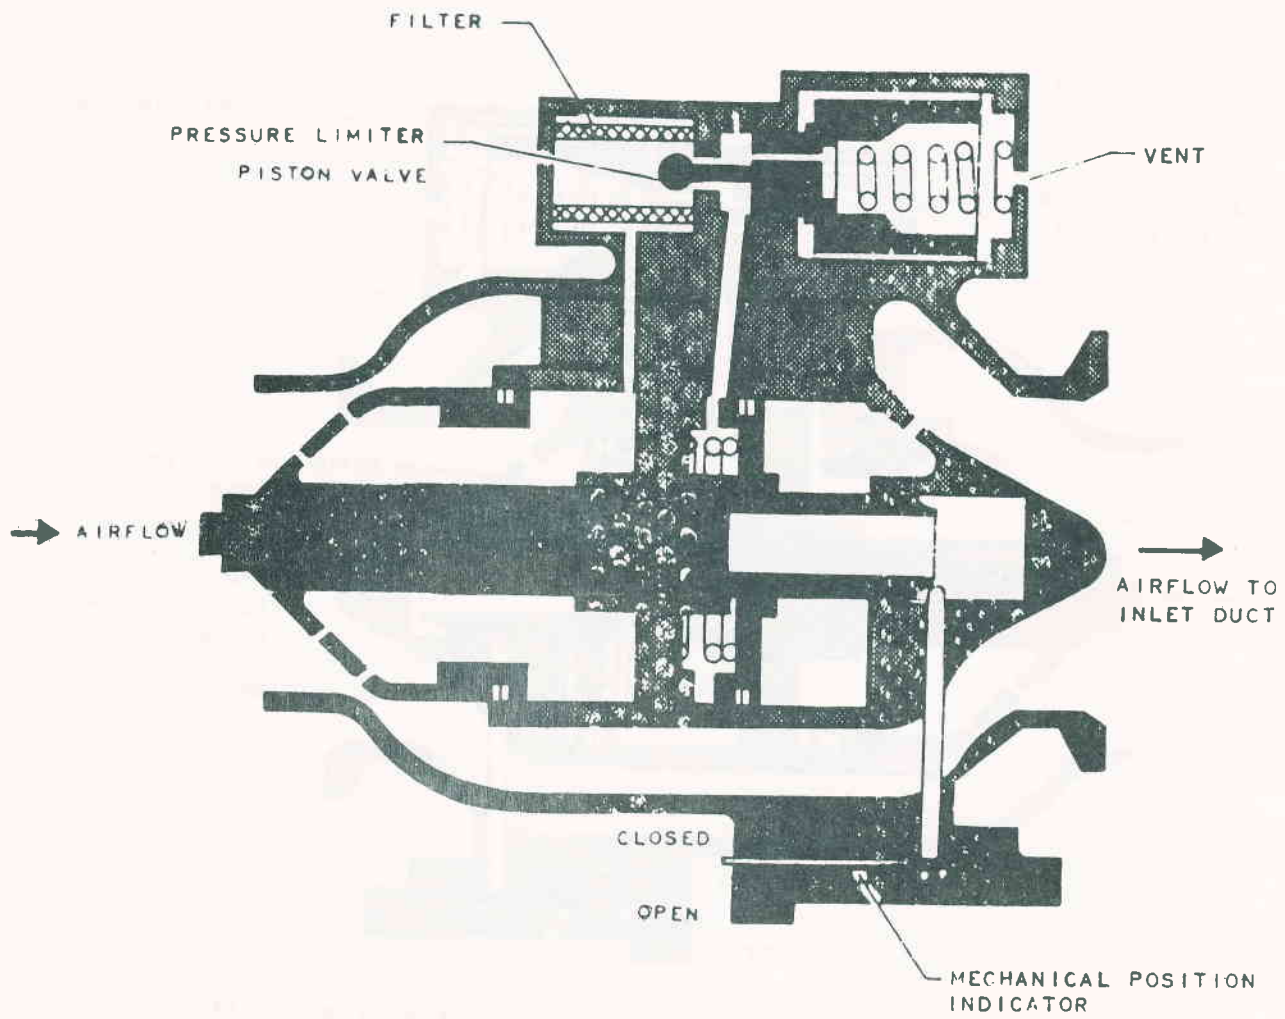 FILTER
PRESSURE LIMITER
PISTON VALVE
VENT
AIRFLOW
AIRFLOW TO
INLET DUCT
CLOSED
OPEN
MECHANICAL POSITION
INDICATOR